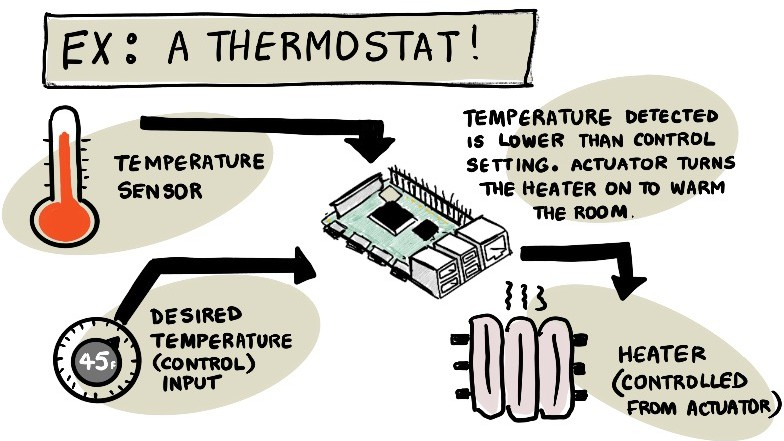 EX: A THERMOSTAT!
TEMPERATURE
SENSOR
TEMPERATURE DETECTED
IS LOWER THAN CONTROL
SETTING. ACTUATOR TURNS
THE HEATER ON TO WARM
THE ROOM.
DESIRED
TEMPERATURE
(CONTROL)
INPUT
45F
HEATER
(CONTROLLED
FROM ACTUATOR)